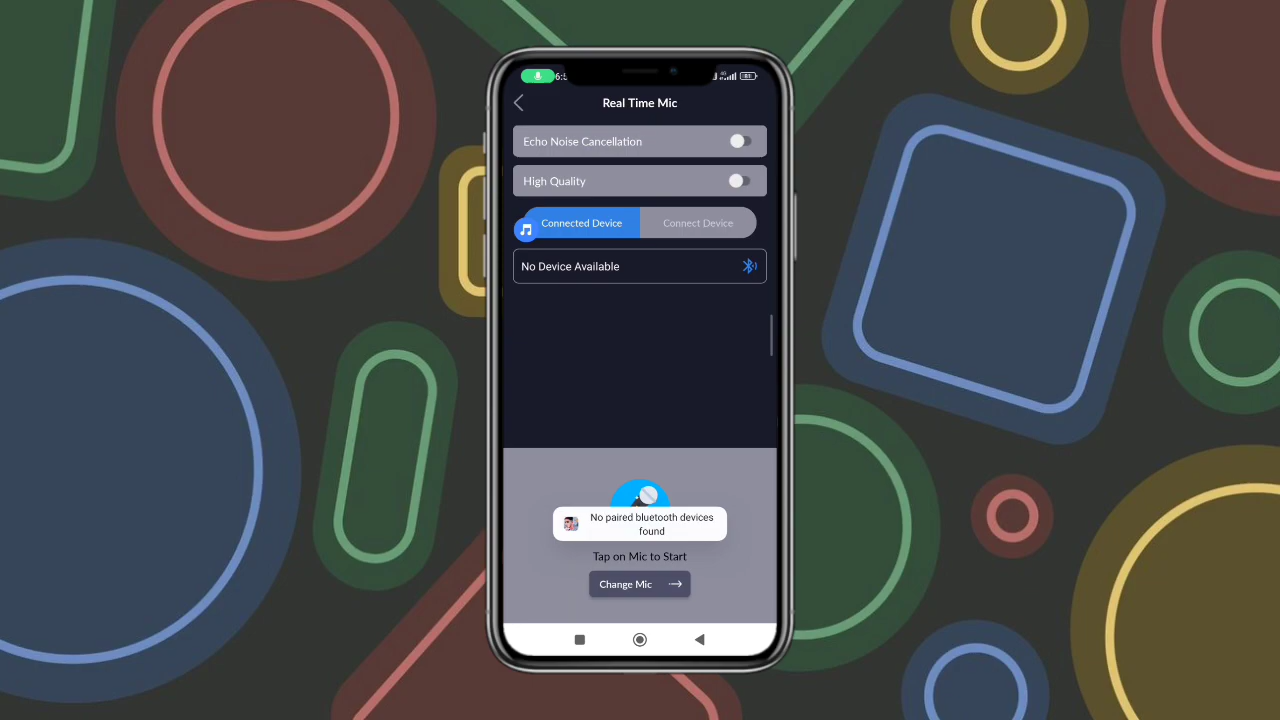 Real Time Mic
Echo Noise Cancellation
High Quality
Connected Device
Connect Device
No Device Available
No paired bluetooth devices
found
Tap on Mic to Start
Change Mic